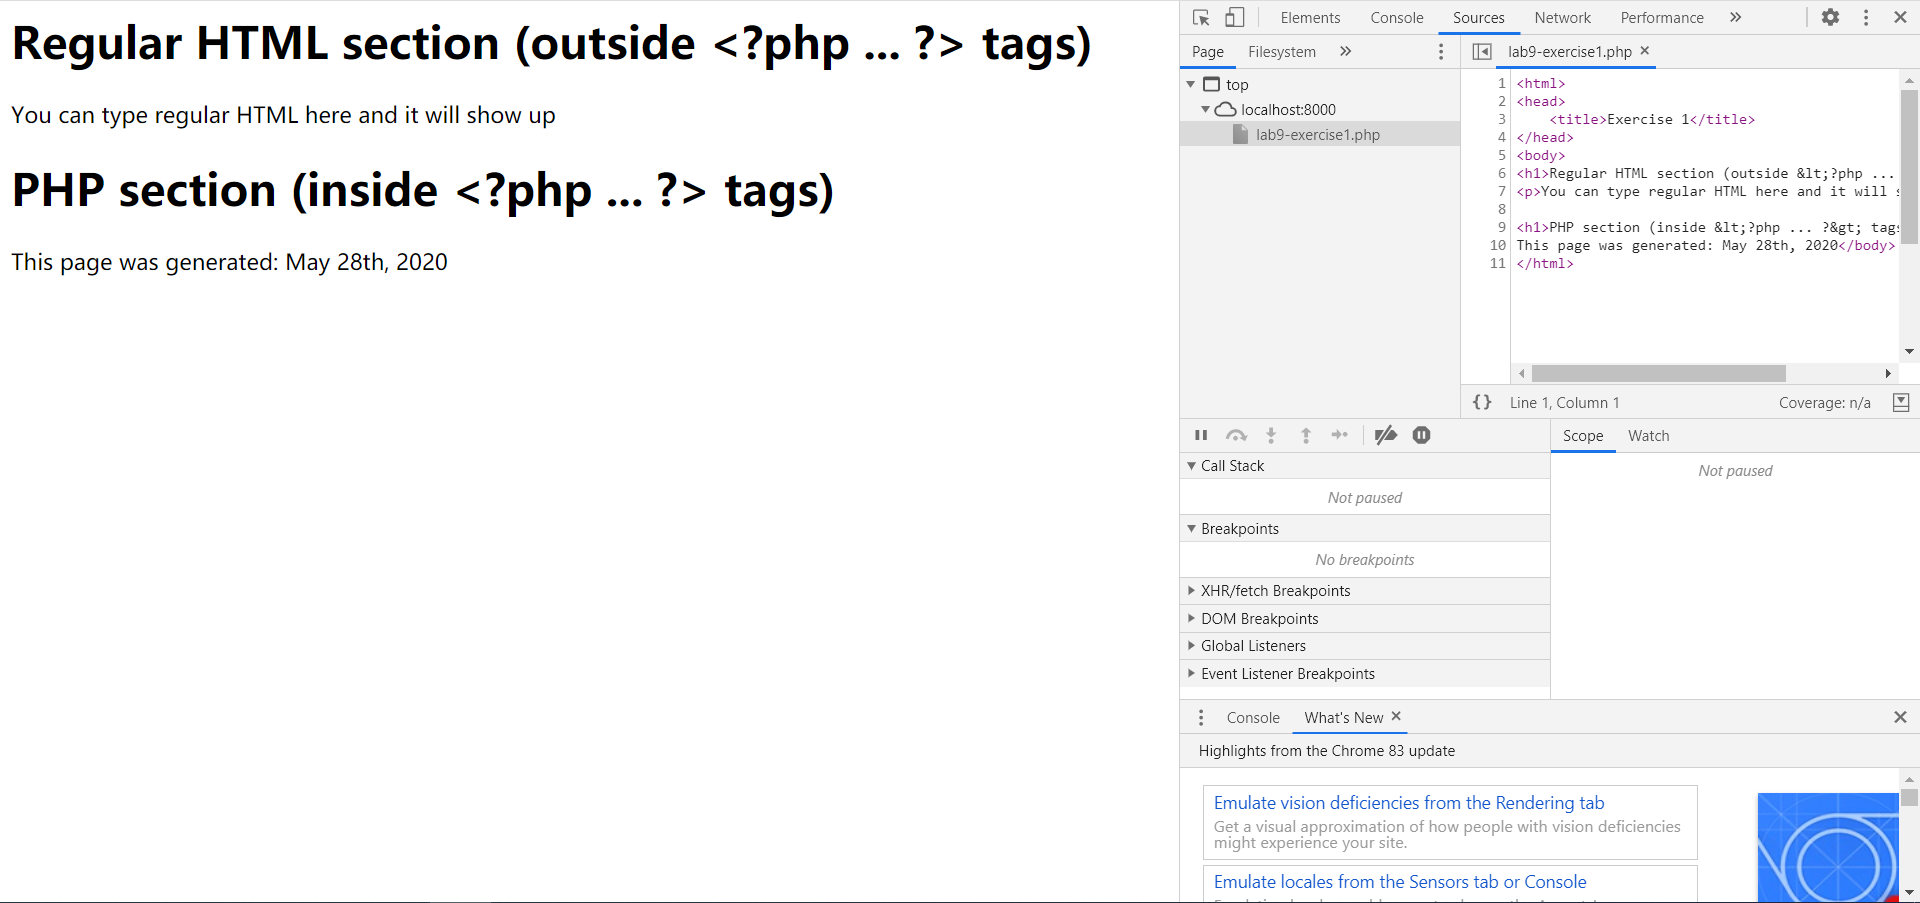 Regular HTML section (outside <?php ... ?> tags)
You can type regular HTML here and it will show up
PHP section (inside <?php ... ?> tags)
This page was generated: May 28th, 2020
Elements Console Sources Network Performance »
Page Filesystem »
top
localhost:8000
lab9-exercise1.php
lab9-exercise1.php ×
1 <html>
2 <head>
3     <title>Exercise 1</title>
4 </head>
5 <body>
6 <h1>Regular HTML section (outside &lt;?php ...
7 <p>You can type regular HTML here and it will s
8
9 <h1>PHP section (inside &lt;?php ... ?&gt; tags
10 This page was generated: May 28th, 2020</body>
11 </html>
{} Line 1, Column 1 Coverage: n/a
Call Stack
Not paused
Breakpoints
No breakpoints
XHR/fetch Breakpoints
DOM Breakpoints
Global Listeners
Event Listener Breakpoints
Scope Watch
Not paused
Console What's New ×
Highlights from the Chrome 83 update
Emulate vision deficiencies from the Rendering tab
Get a visual approximation of how people with vision deficiencies
might experience your site.
Emulate locales from the Sensors tab or Console